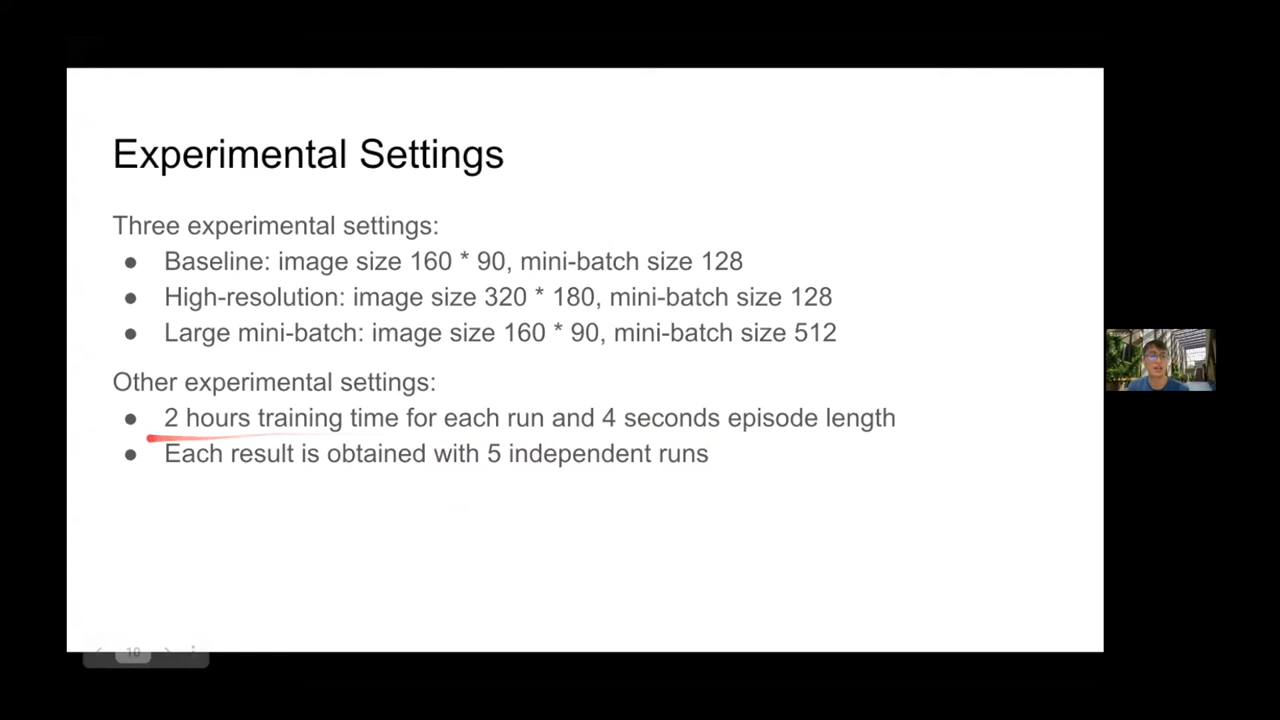 Experimental Settings
Three experimental settings:
● Baseline: image size 160 * 90, mini-batch size 128
● High-resolution: image size 320 * 180, mini-batch size 128
● Large mini-batch: image size 160 * 90, mini-batch size 512
Other experimental settings:
● 2 hours training time for each run and 4 seconds episode length
● Each result is obtained with 5 independent runs
10